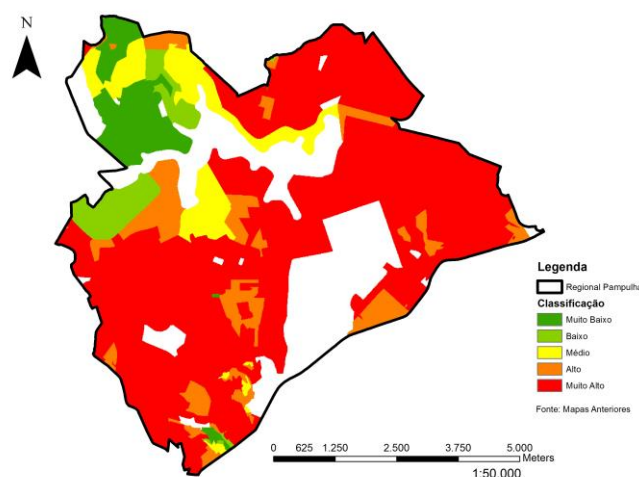 N
Legenda
Regional Pampulha
Classificação
Muito Baixo
Baixo
Médio
Alto
Muito Alto
Fonte: Mapas Anteriores
0 625 1.250 2.500 3.750 5.000
Meters
1:50.000